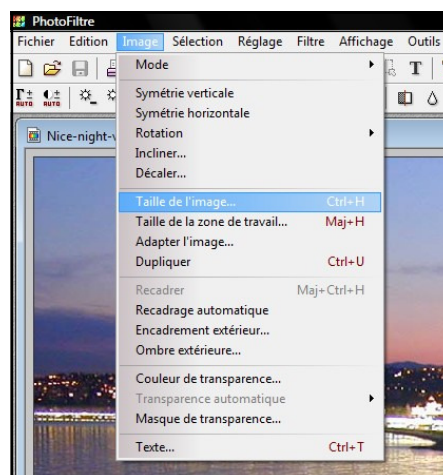 PhotoFiltre
Fichier Edition Image Sélection Réglage Filtre Affichage Outils
Mode
Symétrie verticale
Symétrie horizontale
Rotation
Incliner...
Décaler...
Taille de l'image... Ctrl+H
Taille de la zone de travail... Maj+H
Adapter l'image...
Dupliquer Ctrl+U
Recadrer Maj+Ctrl+H
Recadrage automatique
Encadrement extérieur...
Ombre extérieure...
Couleur de transparence...
Transparence automatique
Masque de transparence...
Texte... Ctrl+T
T
AUTO AUTO
Nice-night-